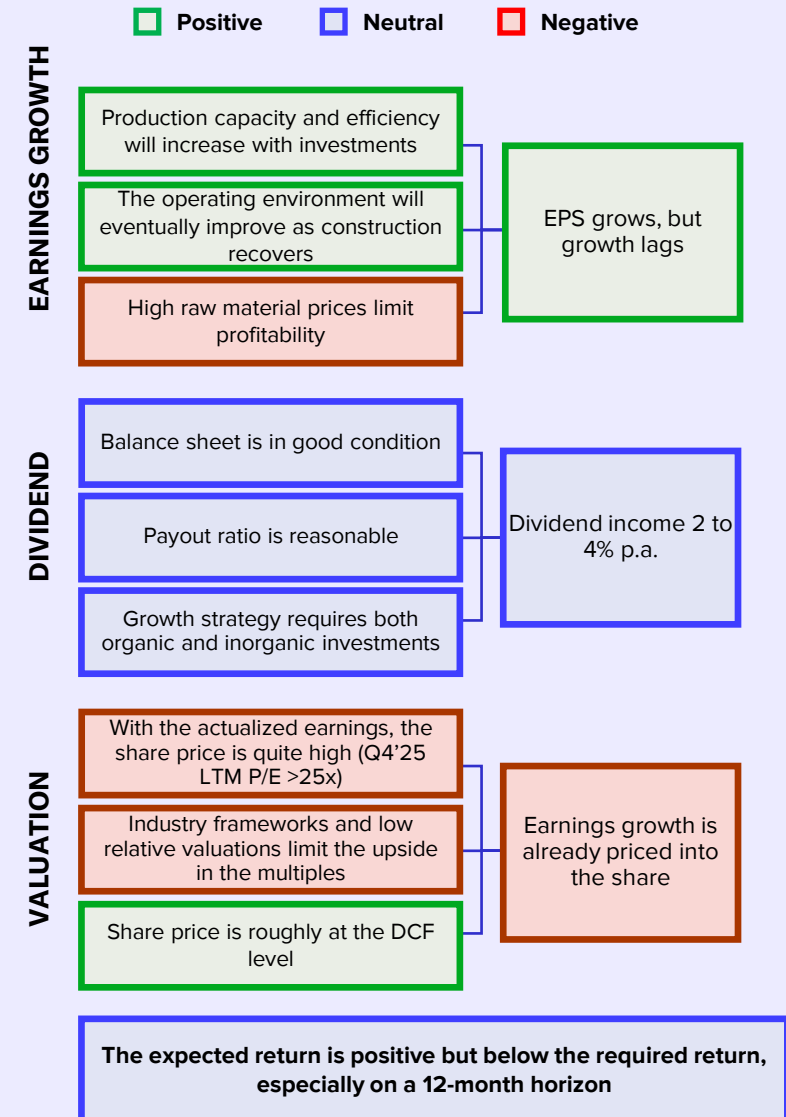 Positive
Neutral
Negative
EARNINGS GROWTH
Production capacity and efficiency
will increase with investments
The operating environment will
eventually improve as construction
recovers
High raw material prices limit
profitability
EPS grows, but
growth lags
DIVIDEND
Balance sheet is in good condition
Payout ratio is reasonable
Growth strategy requires both
organic and inorganic investments
Dividend income 2 to
4% p.a.
VALUATION
With the actualized earnings, the
share price is quite high (Q4’25
LTM P/E >25x)
Industry frameworks and low
relative valuations limit the upside
in the multiples
Share price is roughly at the DCF
level
Earnings growth is
already priced into
the share
The expected return is positive but below the required return,
especially on a 12-month horizon